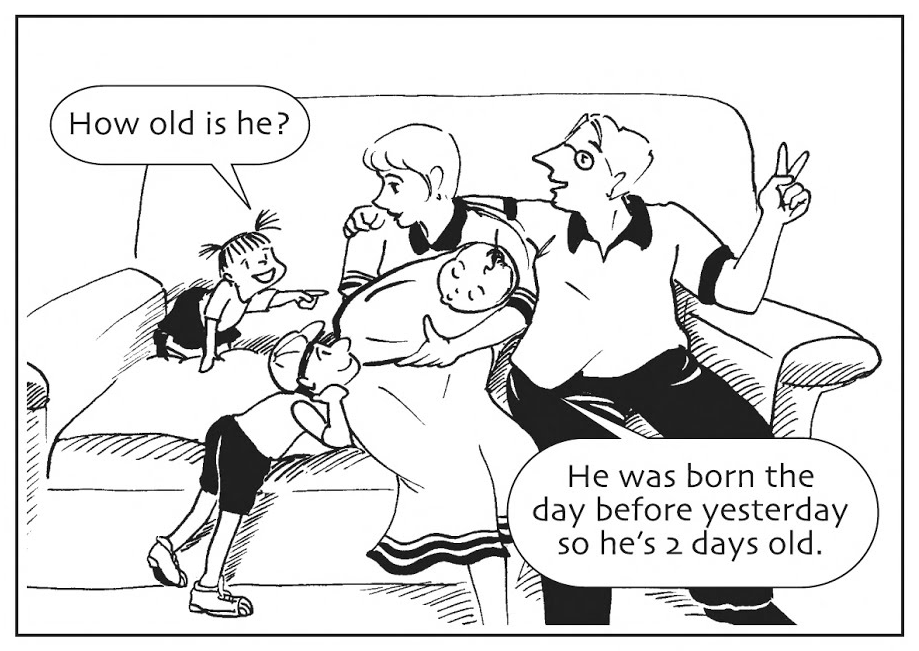 How old is he?
He was born the
day before yesterday
so he's 2 days old.